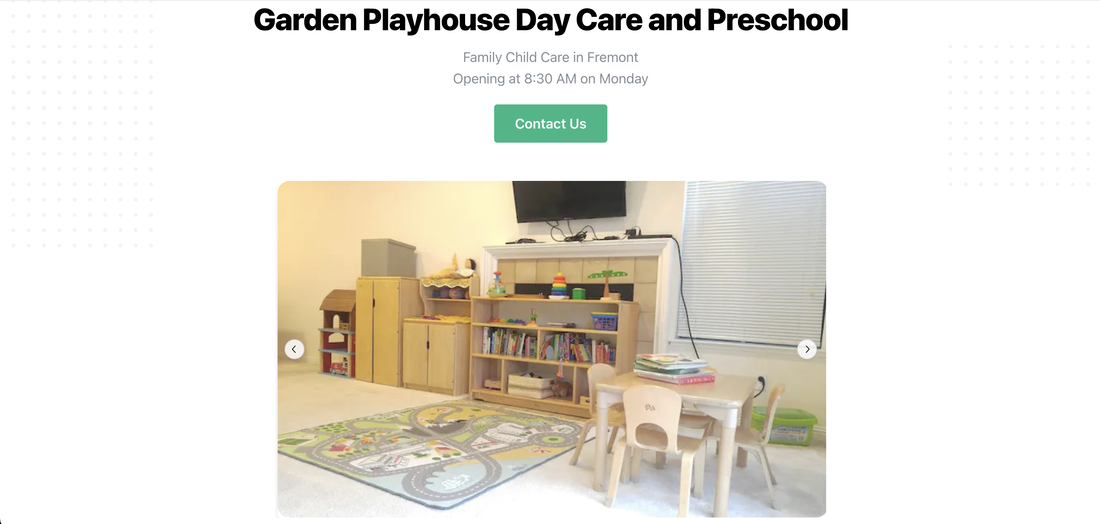 Garden Playhouse Day Care and Preschool
Family Child Care in Fremont
Opening at 8:30 AM on Monday
Contact Us